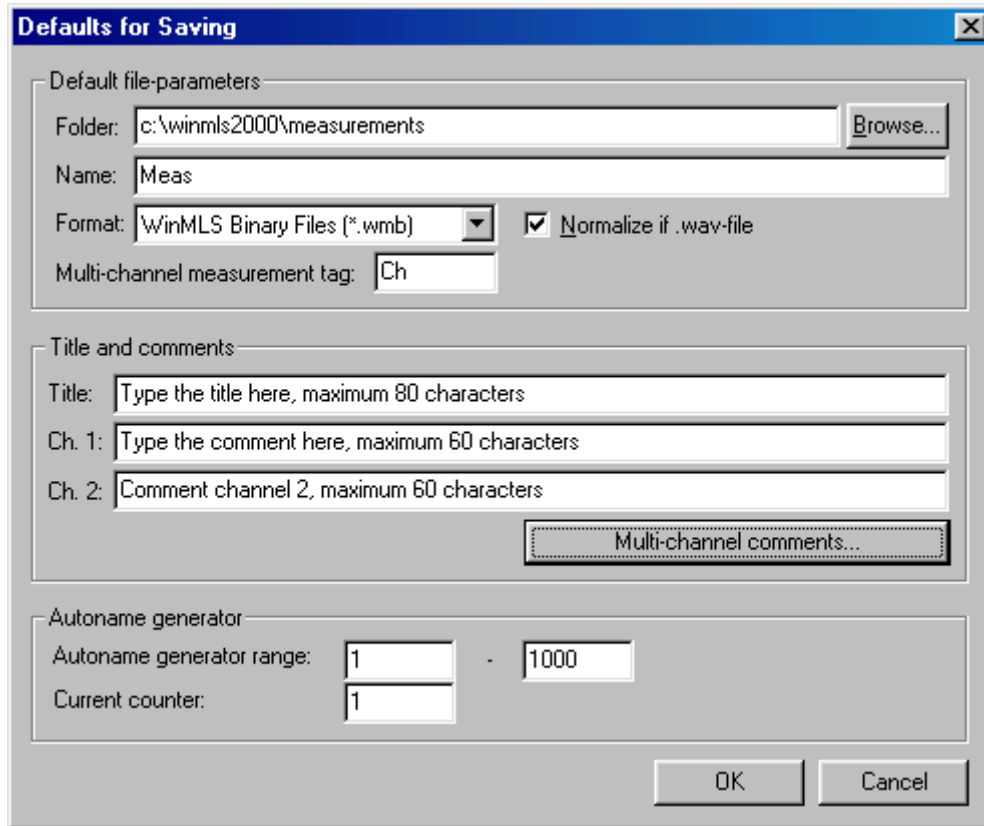 Defaults for Saving
Default file-parameters
Folder: c:\winmls2000\measurements Browse...
Name: Meas
Format: WinMLS Binary Files (*.wmb) Normalize if .wav-file
Multi-channel measurement tag: Ch
Title and comments
Title: Type the title here, maximum 80 characters
Ch. 1: Type the comment here, maximum 60 characters
Ch. 2: Comment channel 2, maximum 60 characters
Multi-channel comments...
Autoname generator
Autoname generator range: 1 - 1000
Current counter: 1
OK Cancel